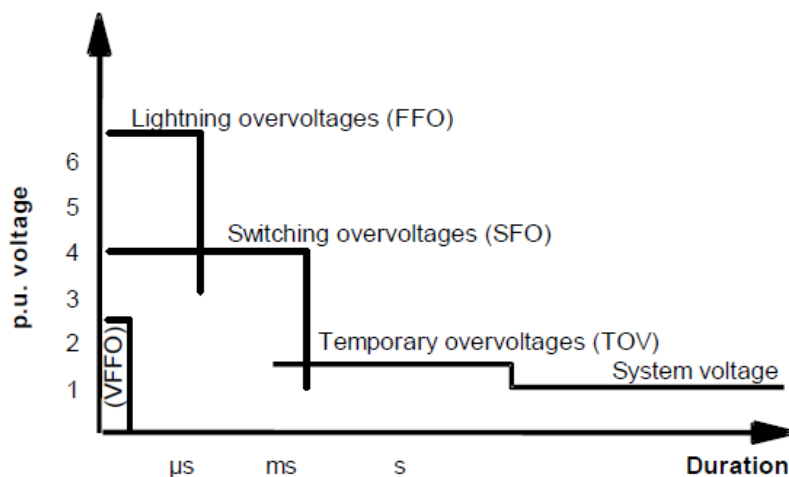 Lightning overvoltages (FFO)
6
5
Switching overvoltages (SFO)
4
p.u. voltage
3
2
Temporary overvoltages (TOV)
(VFFO)
System voltage
1
µs
ms
s
Duration